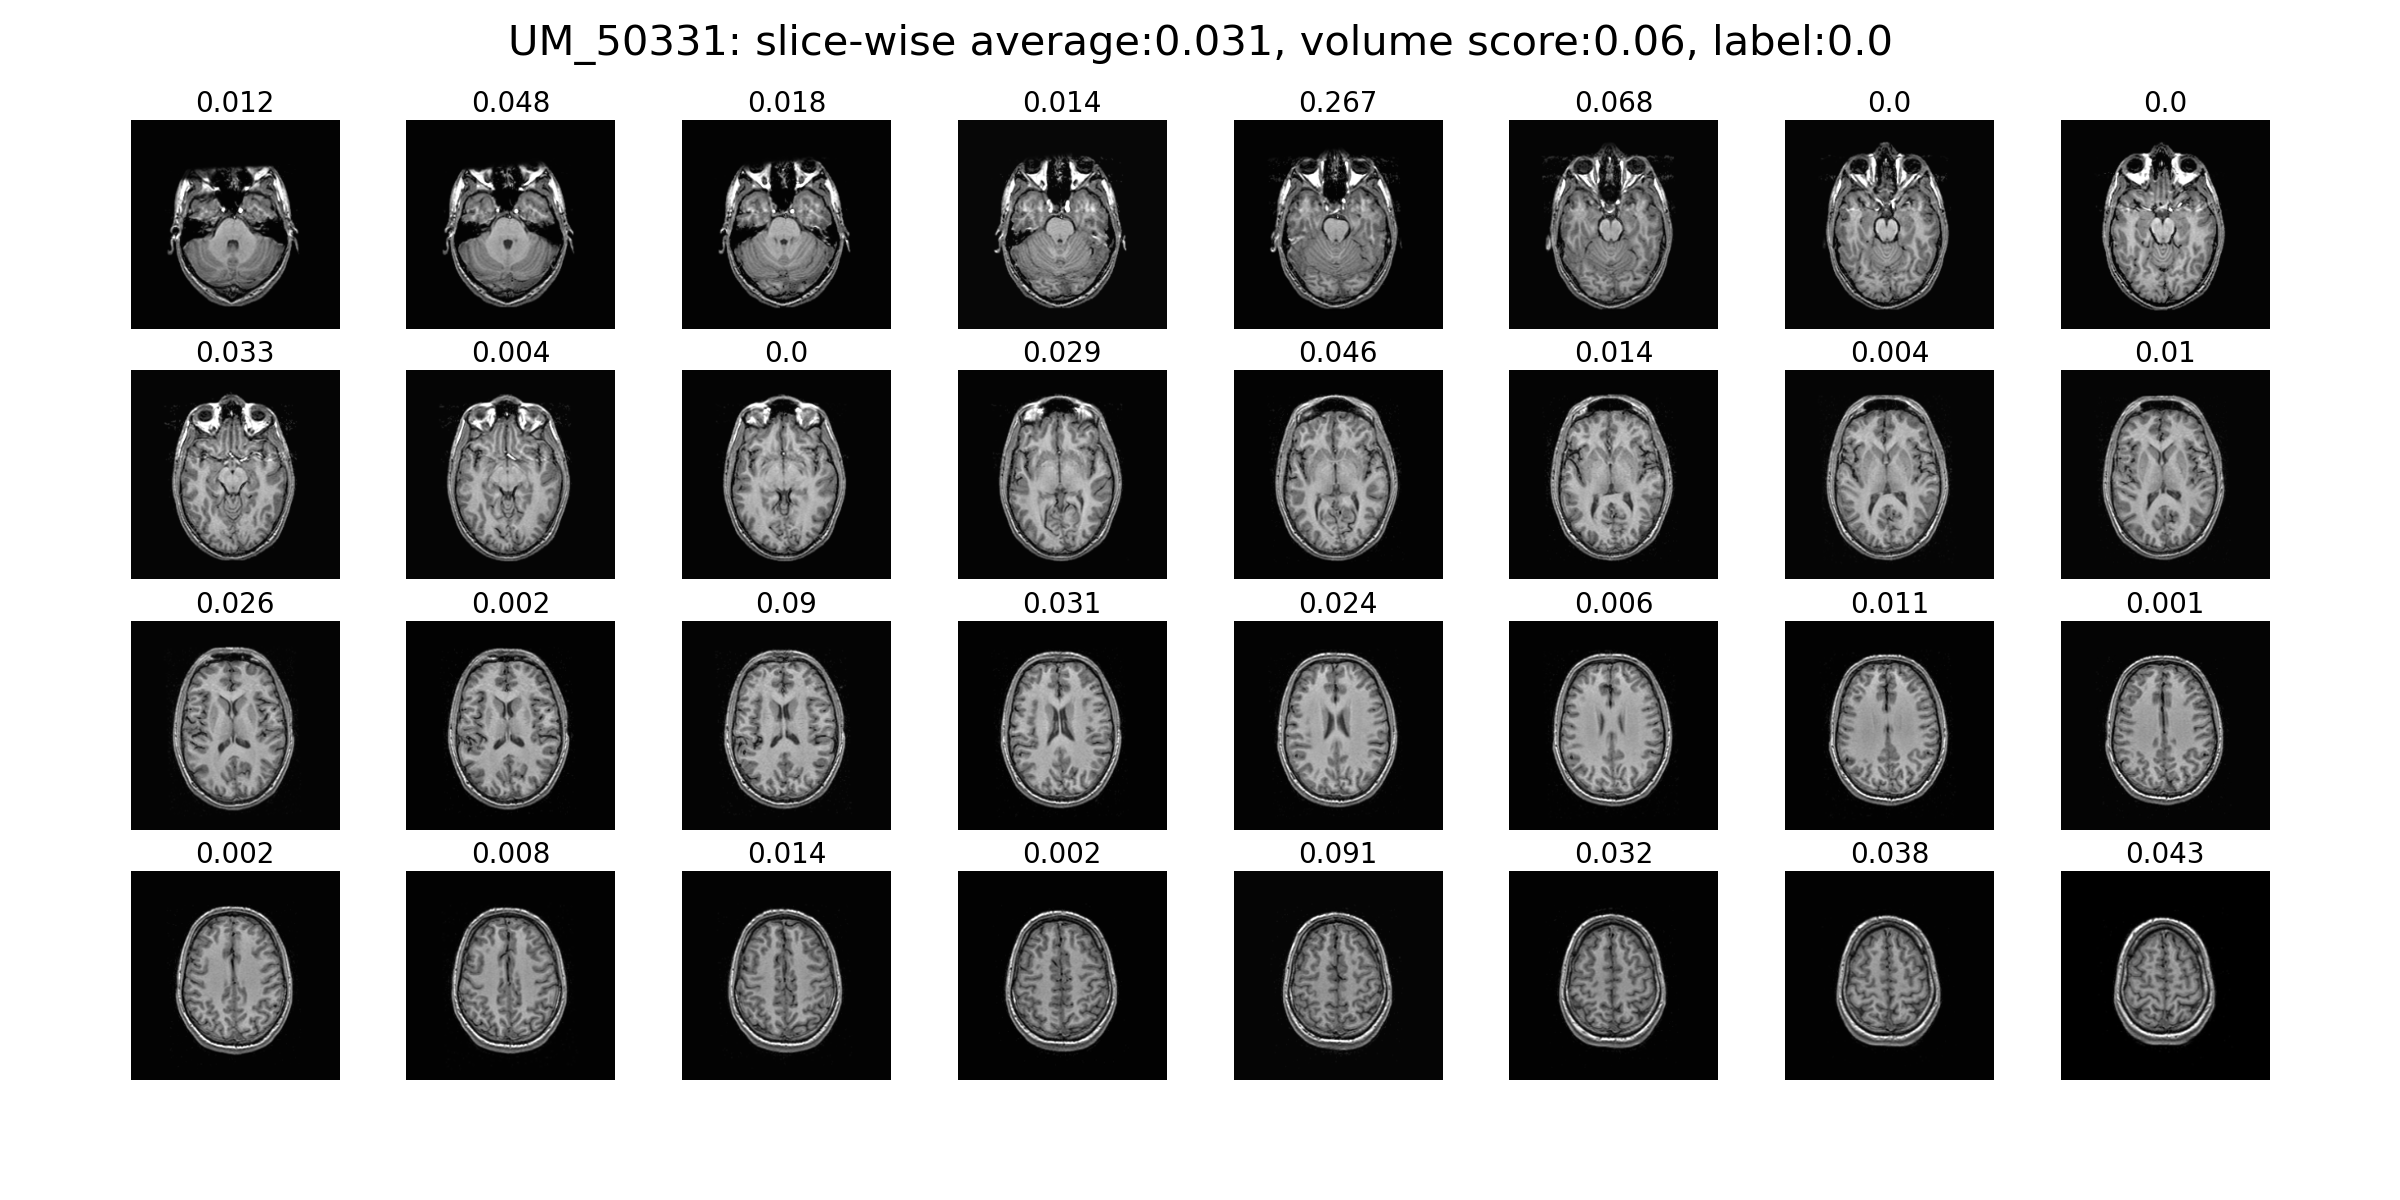 UM_50331: slice-wise average:0.031, volume score:0.06, label:0.0
0.012 0.048 0.018 0.014 0.267 0.068 0.0 0.0
0.033 0.004 0.0 0.029 0.046 0.014 0.004 0.01
0.026 0.002 0.09 0.031 0.024 0.006 0.011 0.001
0.002 0.008 0.014 0.002 0.091 0.032 0.038 0.043